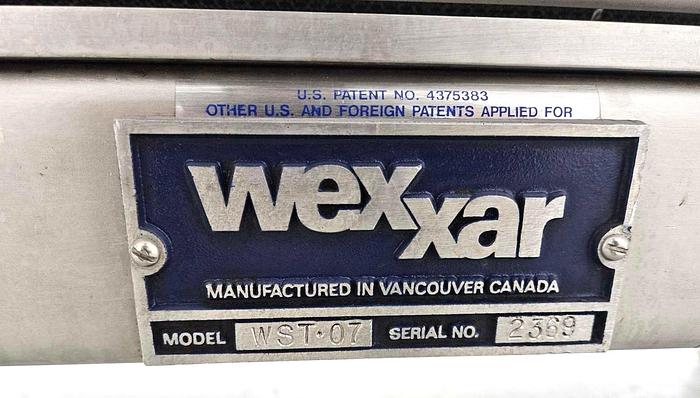 U.S. PATENT NO. 4375383
OTHER U.S. AND FOREIGN PATENTS APPLIED FOR
wexxar
MANUFACTURED IN VANCOUVER CANADA
MODEL WST·07 SERIAL NO. 2369